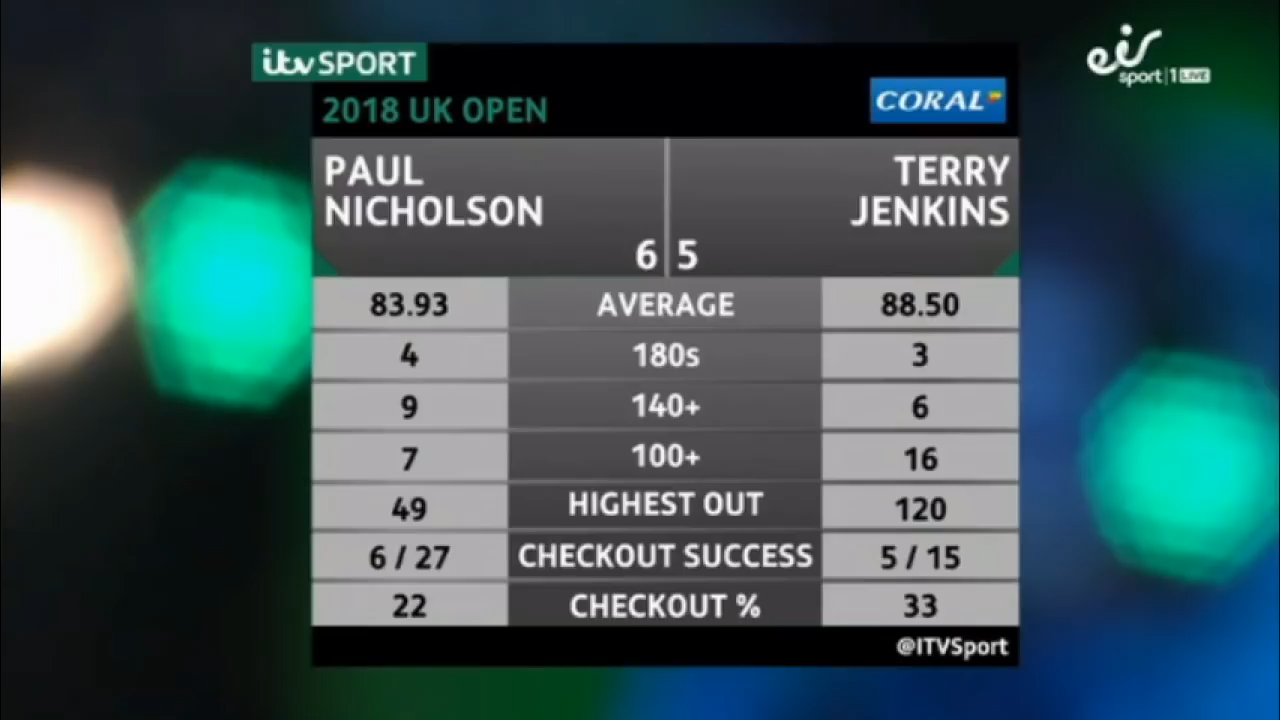 itv SPORT
eir
sport|1 LIVE
2018 UK OPEN
CORAL
PAUL
NICHOLSON
TERRY
JENKINS
6 5
83.93 AVERAGE 88.50
4 180s 3
9 140+ 6
7 100+ 16
49 HIGHEST OUT 120
6 / 27 CHECKOUT SUCCESS 5 / 15
22 CHECKOUT % 33
@ITVSport